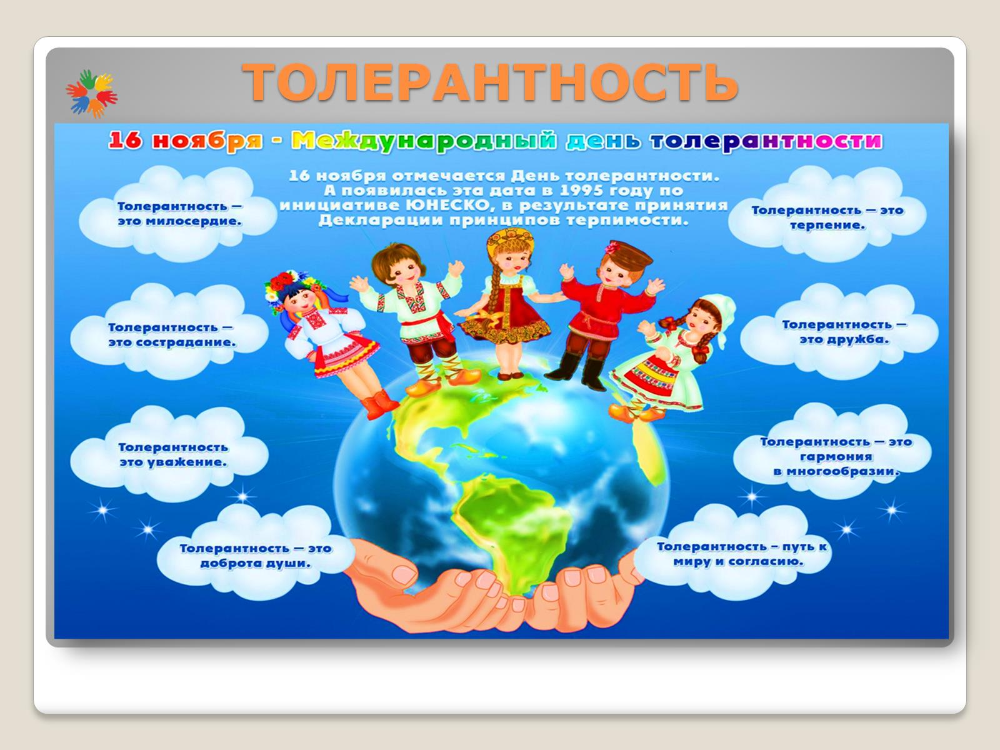 ТОЛЕРАНТНОСТЬ
16 ноября - Международный день толерантности
16 ноября отмечается День толерантности.
А появилась эта дата в 1995 году по
инициативе ЮНЕСКО, в результате принятия
Декларации принципов терпимости.
Толерантность —
это милосердие.
Толерантность — это
терпение.
Толерантность —
это сострадание.
Толерантность —
это дружба.
Толерантность
это уважение.
Толерантность — это
гармония
в многообразии.
Толерантность — это
доброта души.
Толерантность – путь к
миру и согласию.